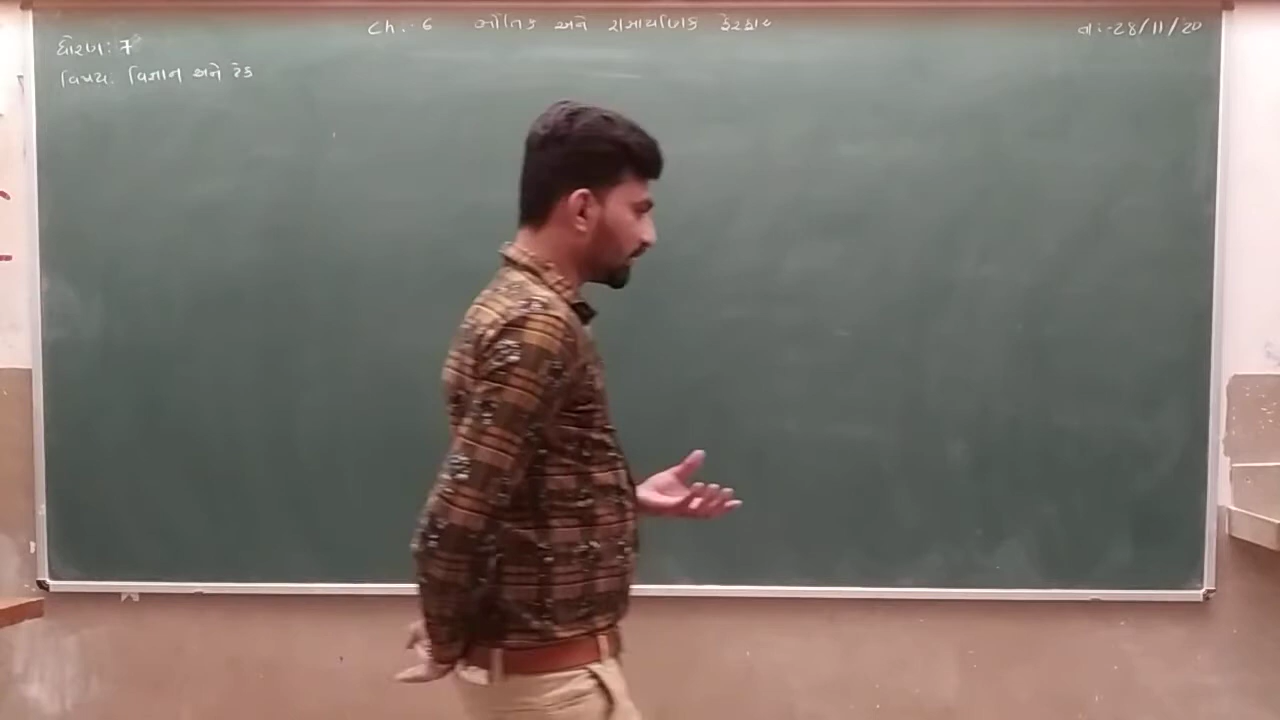 Ch.: 6 ભૌતિક અને રાસાયણિક ફેરફાર
તા:-28/11/20
ધોરણ: 7
વિષય: વિજ્ઞાન અને ટેક